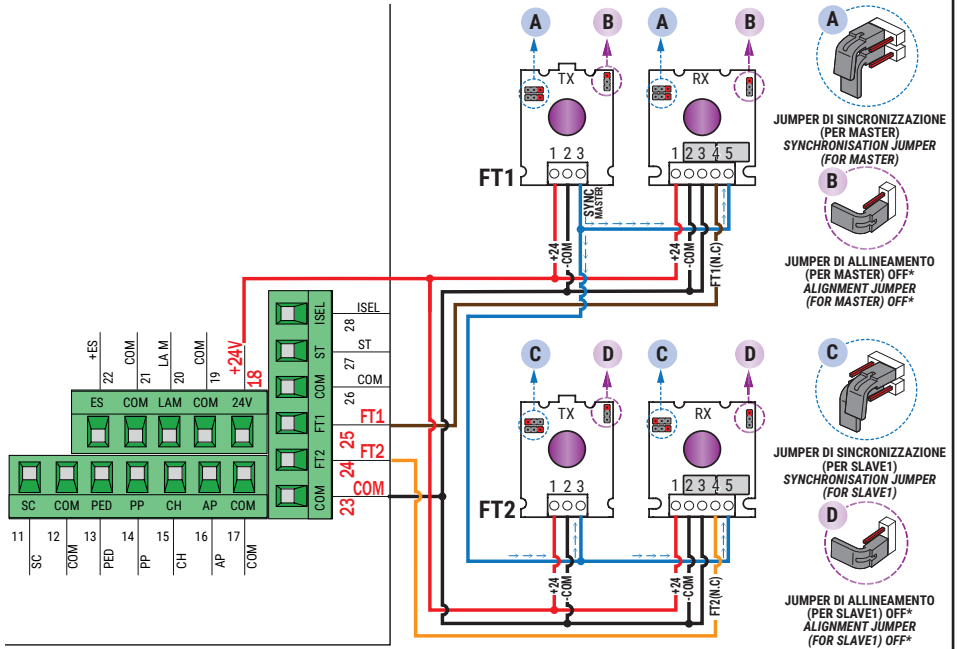 A
B
A
B
TX
RX
1 2 3
1 2 3 4 5
FT1
SYNC
MASTER
+24
-COM
+24
-COM
FT1(N.C)
A
JUMPER DI SINCRONIZZAZIONE
(PER MASTER)
SYNCHRONISATION JUMPER
(FOR MASTER)
B
JUMPER DI ALLINEAMENTO
(PER MASTER) OFF*
ALIGNMENT JUMPER
(FOR MASTER) OFF*
+ES
COM
LA M
COM
+24V
22
21
20
19
18
ES COM LAM COM 24V
SC COM PED PP CH AP COM
11 12 13 14 15 16 17
SC
COM
PED
PP
CH
AP
COM
ISEL
ST
COM
FT1
FT2
COM
ISEL
28
ST
27
COM
26
FT1
25
FT2
24
COM
23
C
D
C
D
TX
RX
1 2 3
1 2 3 4 5
FT2
+24
-COM
+24
-COM
FT2(N.C)
C
JUMPER DI SINCRONIZZAZIONE
(PER SLAVE1)
SYNCHRONISATION JUMPER
(FOR SLAVE1)
D
JUMPER DI ALLINEAMENTO
(PER SLAVE1) OFF*
ALIGNMENT JUMPER
(FOR SLAVE1) OFF*